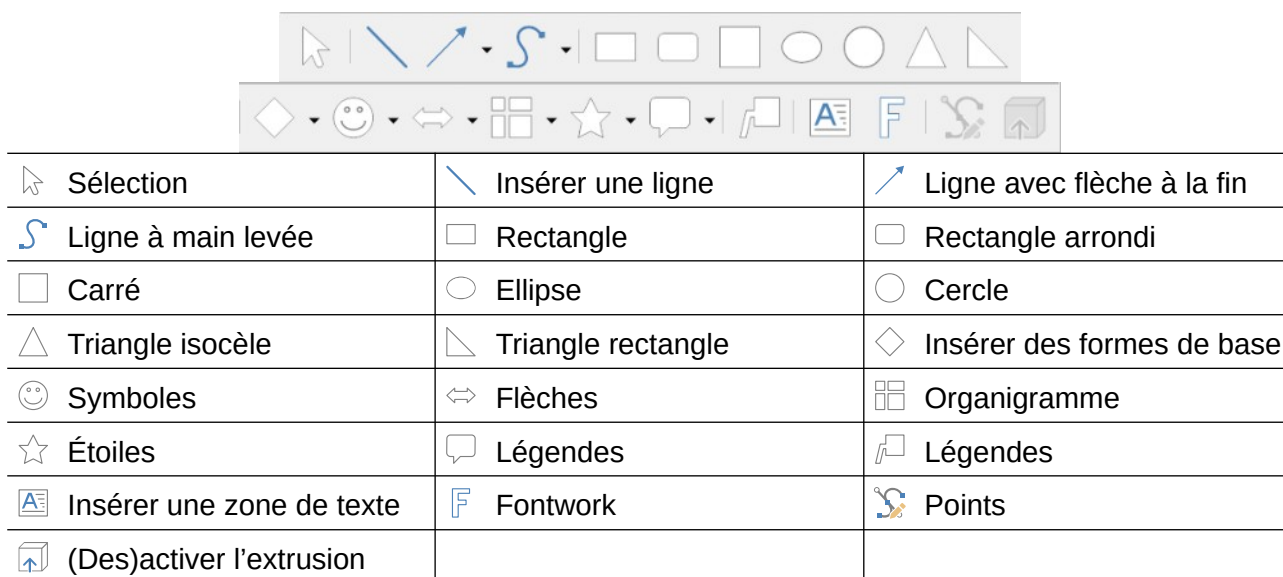 Sélection
Insérer une ligne
Ligne avec flèche à la fin
Ligne à main levée
Rectangle
Rectangle arrondi
Carré
Ellipse
Cercle
Triangle isocèle
Triangle rectangle
Insérer des formes de base
Symboles
Flèches
Organigramme
Étoiles
Légendes
Légendes
Insérer une zone de texte
Fontwork
Points
(Des)activer l’extrusion